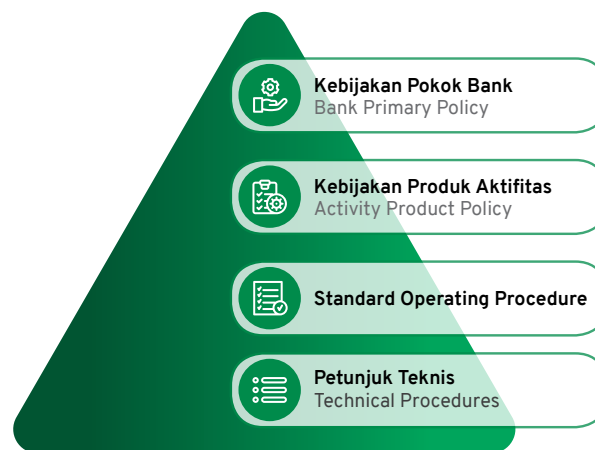 Kebijakan Pokok Bank
Bank Primary Policy
Kebijakan Produk Aktifitas
Activity Product Policy
Standard Operating Procedure
Petunjuk Teknis
Technical Procedures